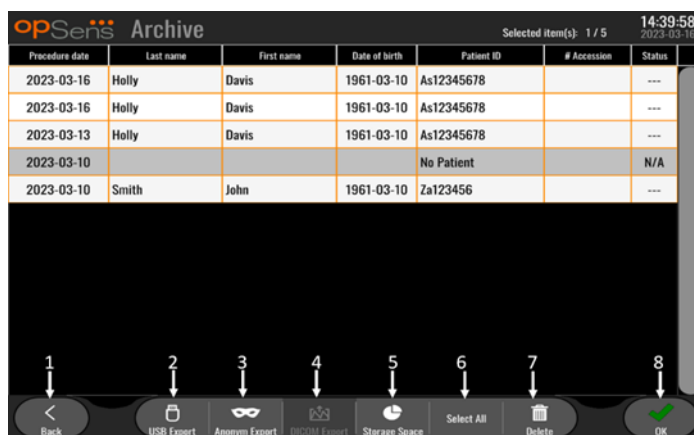 opSens Archive
Selected item(s): 1 / 5
14:39:58
2023-03-16
Procedure date Last name First name Date of birth Patient ID # Accession Status
2023-03-16 Holly Davis 1961-03-10 As12345678 ---
2023-03-16 Holly Davis 1961-03-10 As12345678 ---
2023-03-13 Holly Davis 1961-03-10 As12345678 ---
2023-03-10 No Patient N/A
2023-03-10 Smith John 1961-03-10 Za123456 ---
1 2 3 4 5 6 7 8
Back USB Export Anonym Export DICOM Export Storage Space Select All Delete OK